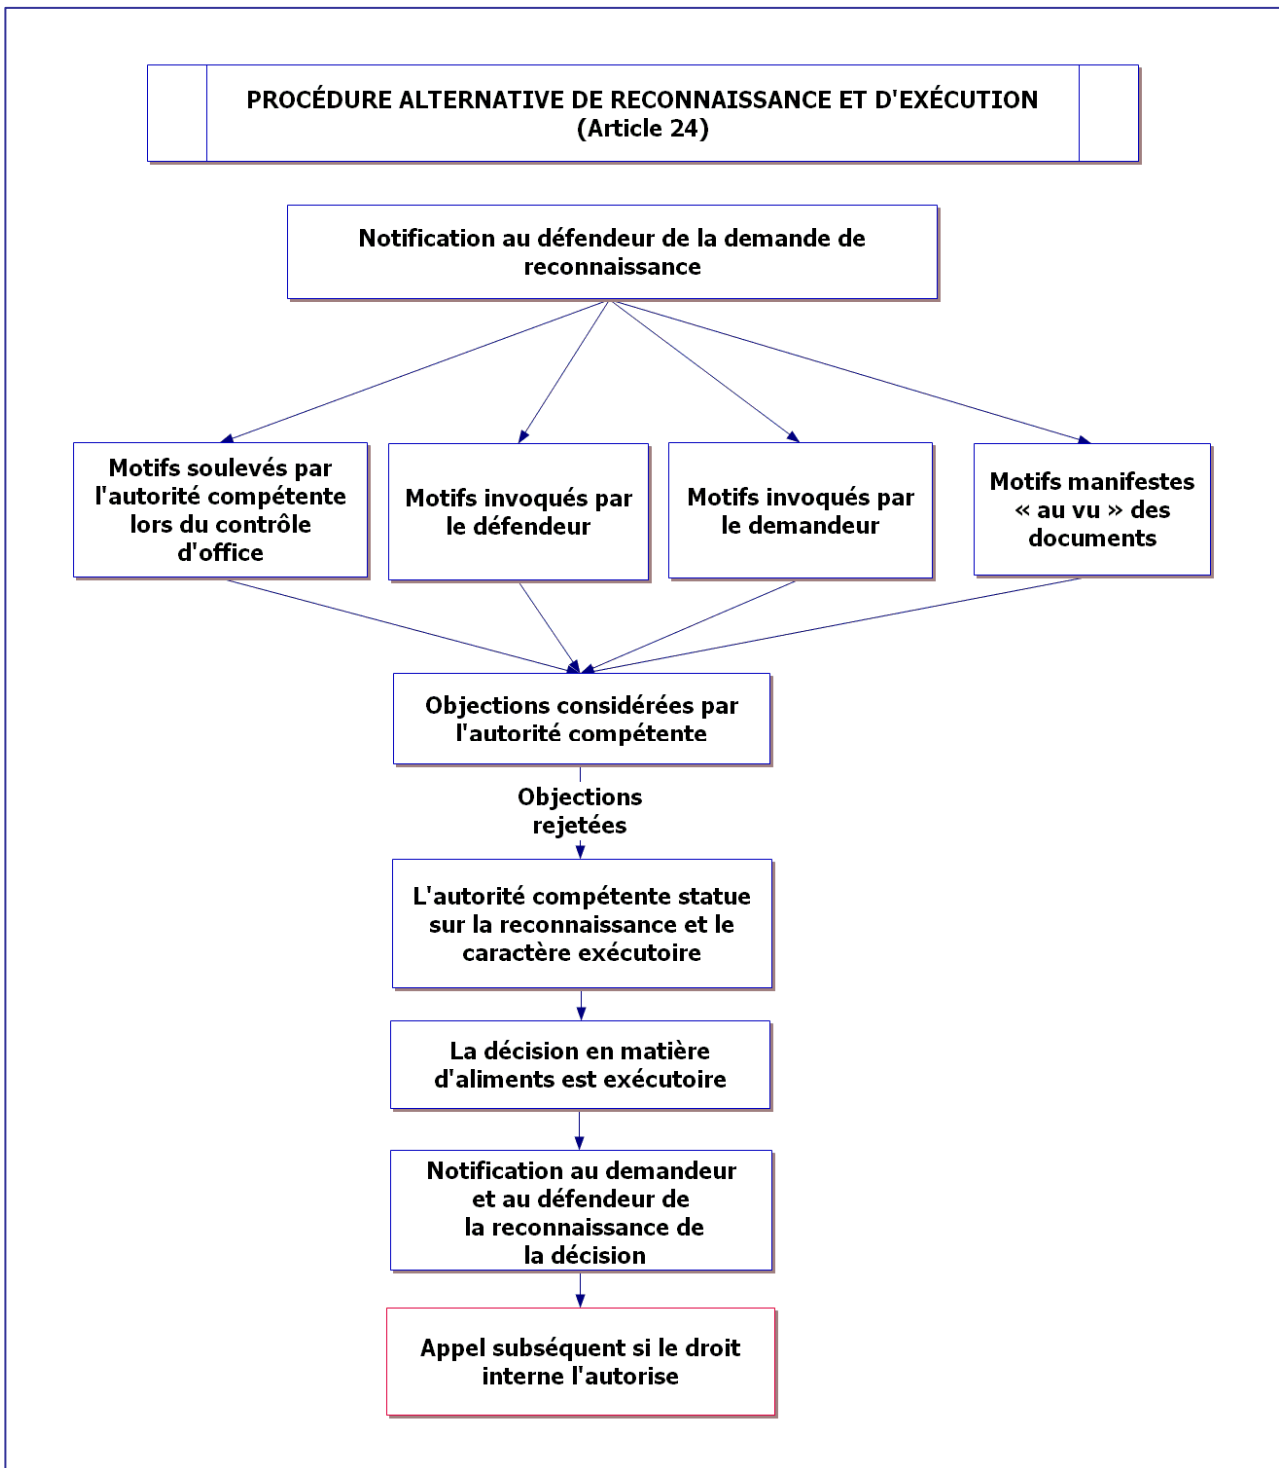 PROCÉDURE ALTERNATIVE DE RECONNAISSANCE ET D'EXÉCUTION
(Article 24)
Notification au défendeur de la demande de
reconnaissance
Motifs soulevés par
l'autorité compétente
lors du contrôle
d'office
Motifs invoqués par
le défendeur
Motifs invoqués par
le demandeur
Motifs manifestes
« au vu » des
documents
Objections considérées par
l'autorité compétente
Objections
rejetées
L'autorité compétente statue
sur la reconnaissance et le
caractère exécutoire
La décision en matière
d'aliments est exécutoire
Notification au demandeur
et au défendeur de
la reconnaissance de
la décision
Appel subséquent si le droit
interne l'autorise